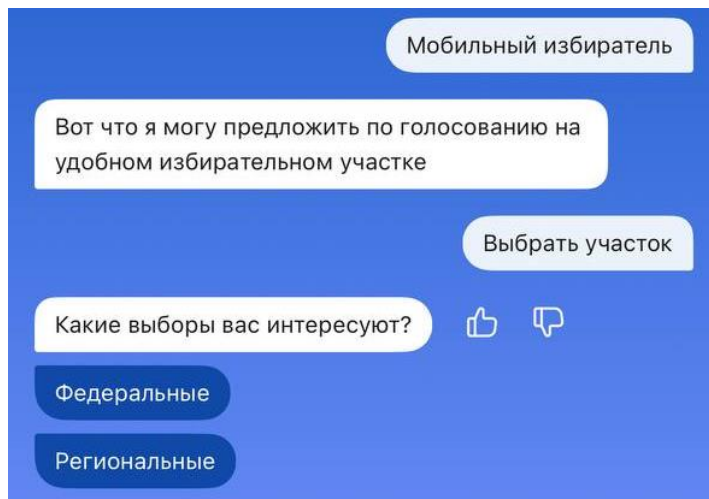 Мобильный избиратель
Вот что я могу предложить по голосованию на
удобном избирательном участке
Выбрать участок
Какие выборы вас интересуют?
Федеральные
Региональные